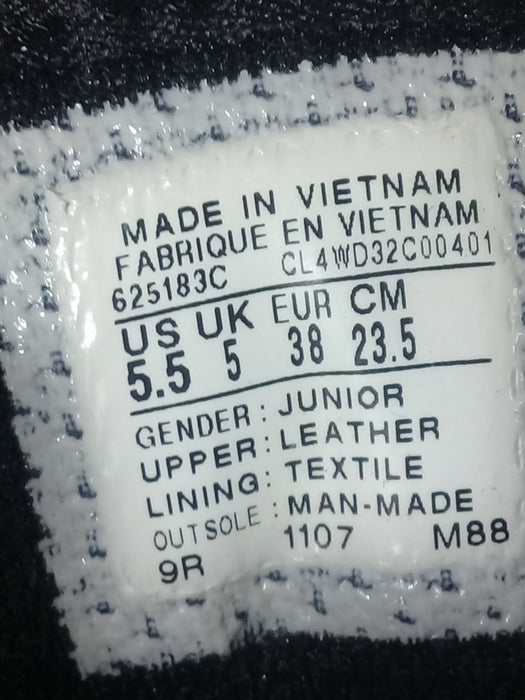 MADE IN VIETNAM
FABRIQUE EN VIETNAM
625183C CL4WD32C00401
US UK EUR CM
5.5 5 38 23.5
GENDER : JUNIOR
UPPER : LEATHER
LINING : TEXTILE
OUTSOLE : MAN-MADE
9R 1107 M88